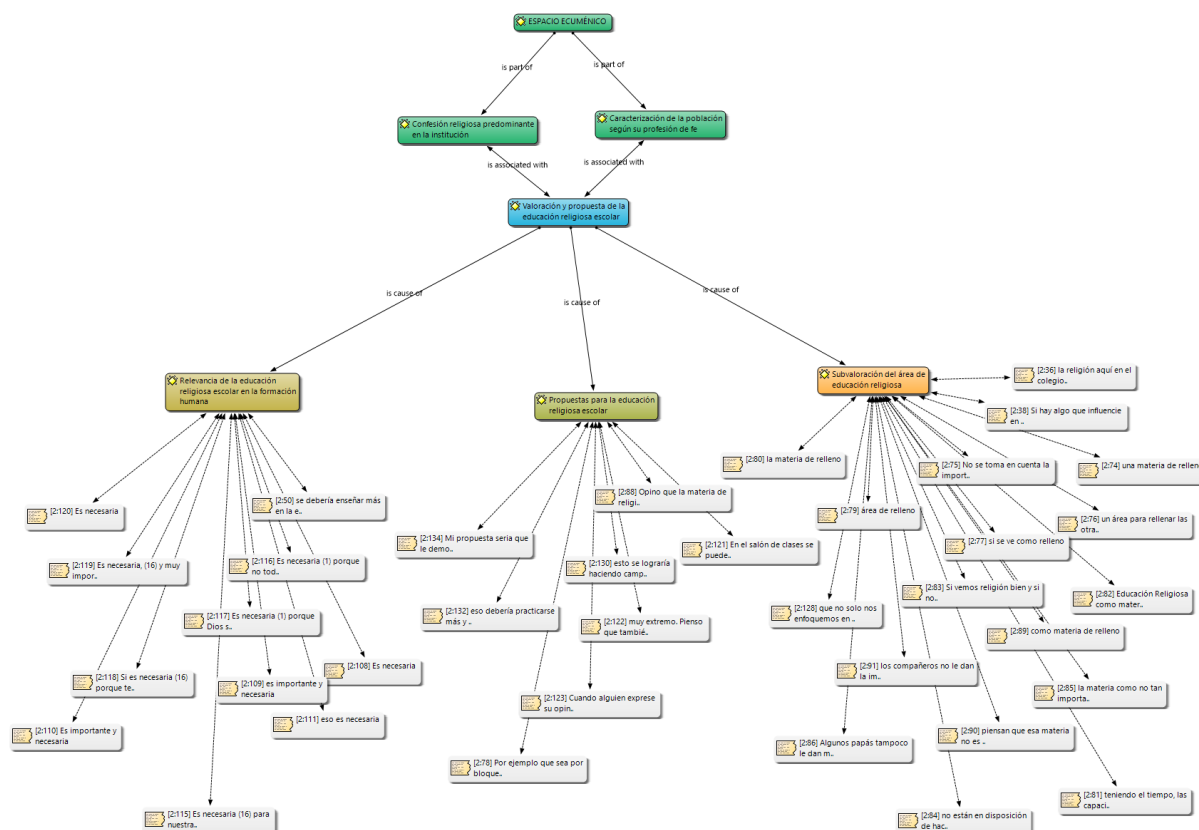 ESPACIO ECUMÉNICO
is part of
is part of
Confesión religiosa predominante
en la institución
Caracterización de la población
según su profesión de fe
is associated with
is associated with
Valoración y propuesta de la
educación religiosa escolar
is cause of
is cause of
is cause of
Relevancia de la educación
religiosa escolar en la formación
humana
Propuestas para la educación
religiosa escolar
Subvaloración del área de
educación religiosa
[2:36] la religión aquí en el
colegio..
[2:38] Si hay algo que influencie
en ..
[2:80] la materia de relleno
[2:75] No se toma en cuenta la
import..
[2:74] una materia de rellen
[2:50] se debería enseñar más
en la e..
[2:88] Opino que la materia de
religi..
[2:120] Es necesaria
[2:79] área de relleno
[2:76] un área para rellenar las
otra..
[2:134] Mi propuesta seria que
le demo..
[2:121] En el salón de clases se
puede..
[2:77] si se ve como relleno
[2:119] Es necesaria, (16) y muy
impor..
[2:116] Es necesaria (1) porque
no tod..
[2:130] esto se lograría
haciendo camp..
[2:83] Si vemos religión bien y si
no..
[2:82] Educación Religiosa
como mater..
[2:132] eso debería practicarse
más y ..
[2:128] que no solo nos
enfoquemos en ..
[2:117] Es necesaria (1) porque
Dios s..
[2:122] muy extremo. Pienso
que tambié..
[2:89] como materia de relleno
[2:108] Es necesaria
[2:91] los compañeros no le dan
la im..
[2:118] Si es necesaria (16)
porque te..
[2:109] es importante y
necesaria
[2:85] la materia como no tan
importa..
[2:123] Cuando alguien exprese
su opin..
[2:111] eso es necesaria
[2:110] Es importante y
necesaria
[2:90] piensan que esa materia
no es ..
[2:86] Algunos papás tampoco
le dan m..
[2:78] Por ejemplo que sea por
bloque..
[2:81] teniendo el tiempo, las
capaci..
[2:115] Es necesaria (16) para
nuestra..
[2:84] no están en disposición
de hac..